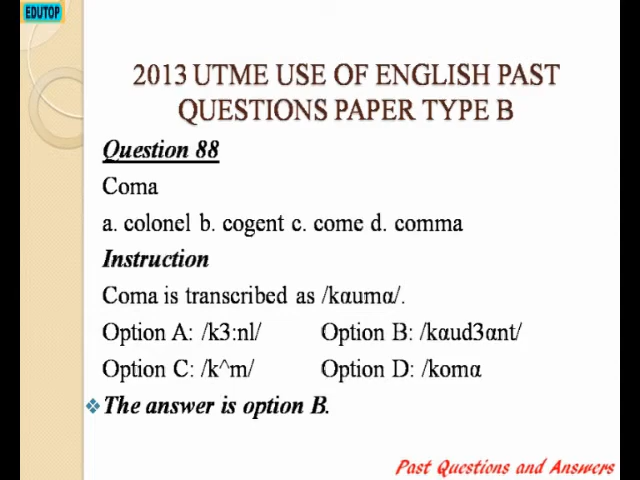 EDUTOP
2013 UTME USE OF ENGLISH PAST
QUESTIONS PAPER TYPE B
Question 88
Coma
a. colonel b. cogent c. come d. comma
Instruction
Coma is transcribed as /kɑumɑ/.
Option A: /k3:nl/ Option B: /kɑud3ɑnt/
Option C: /k^m/ Option D: /komɑ
The answer is option B.
Past Questions and Answers